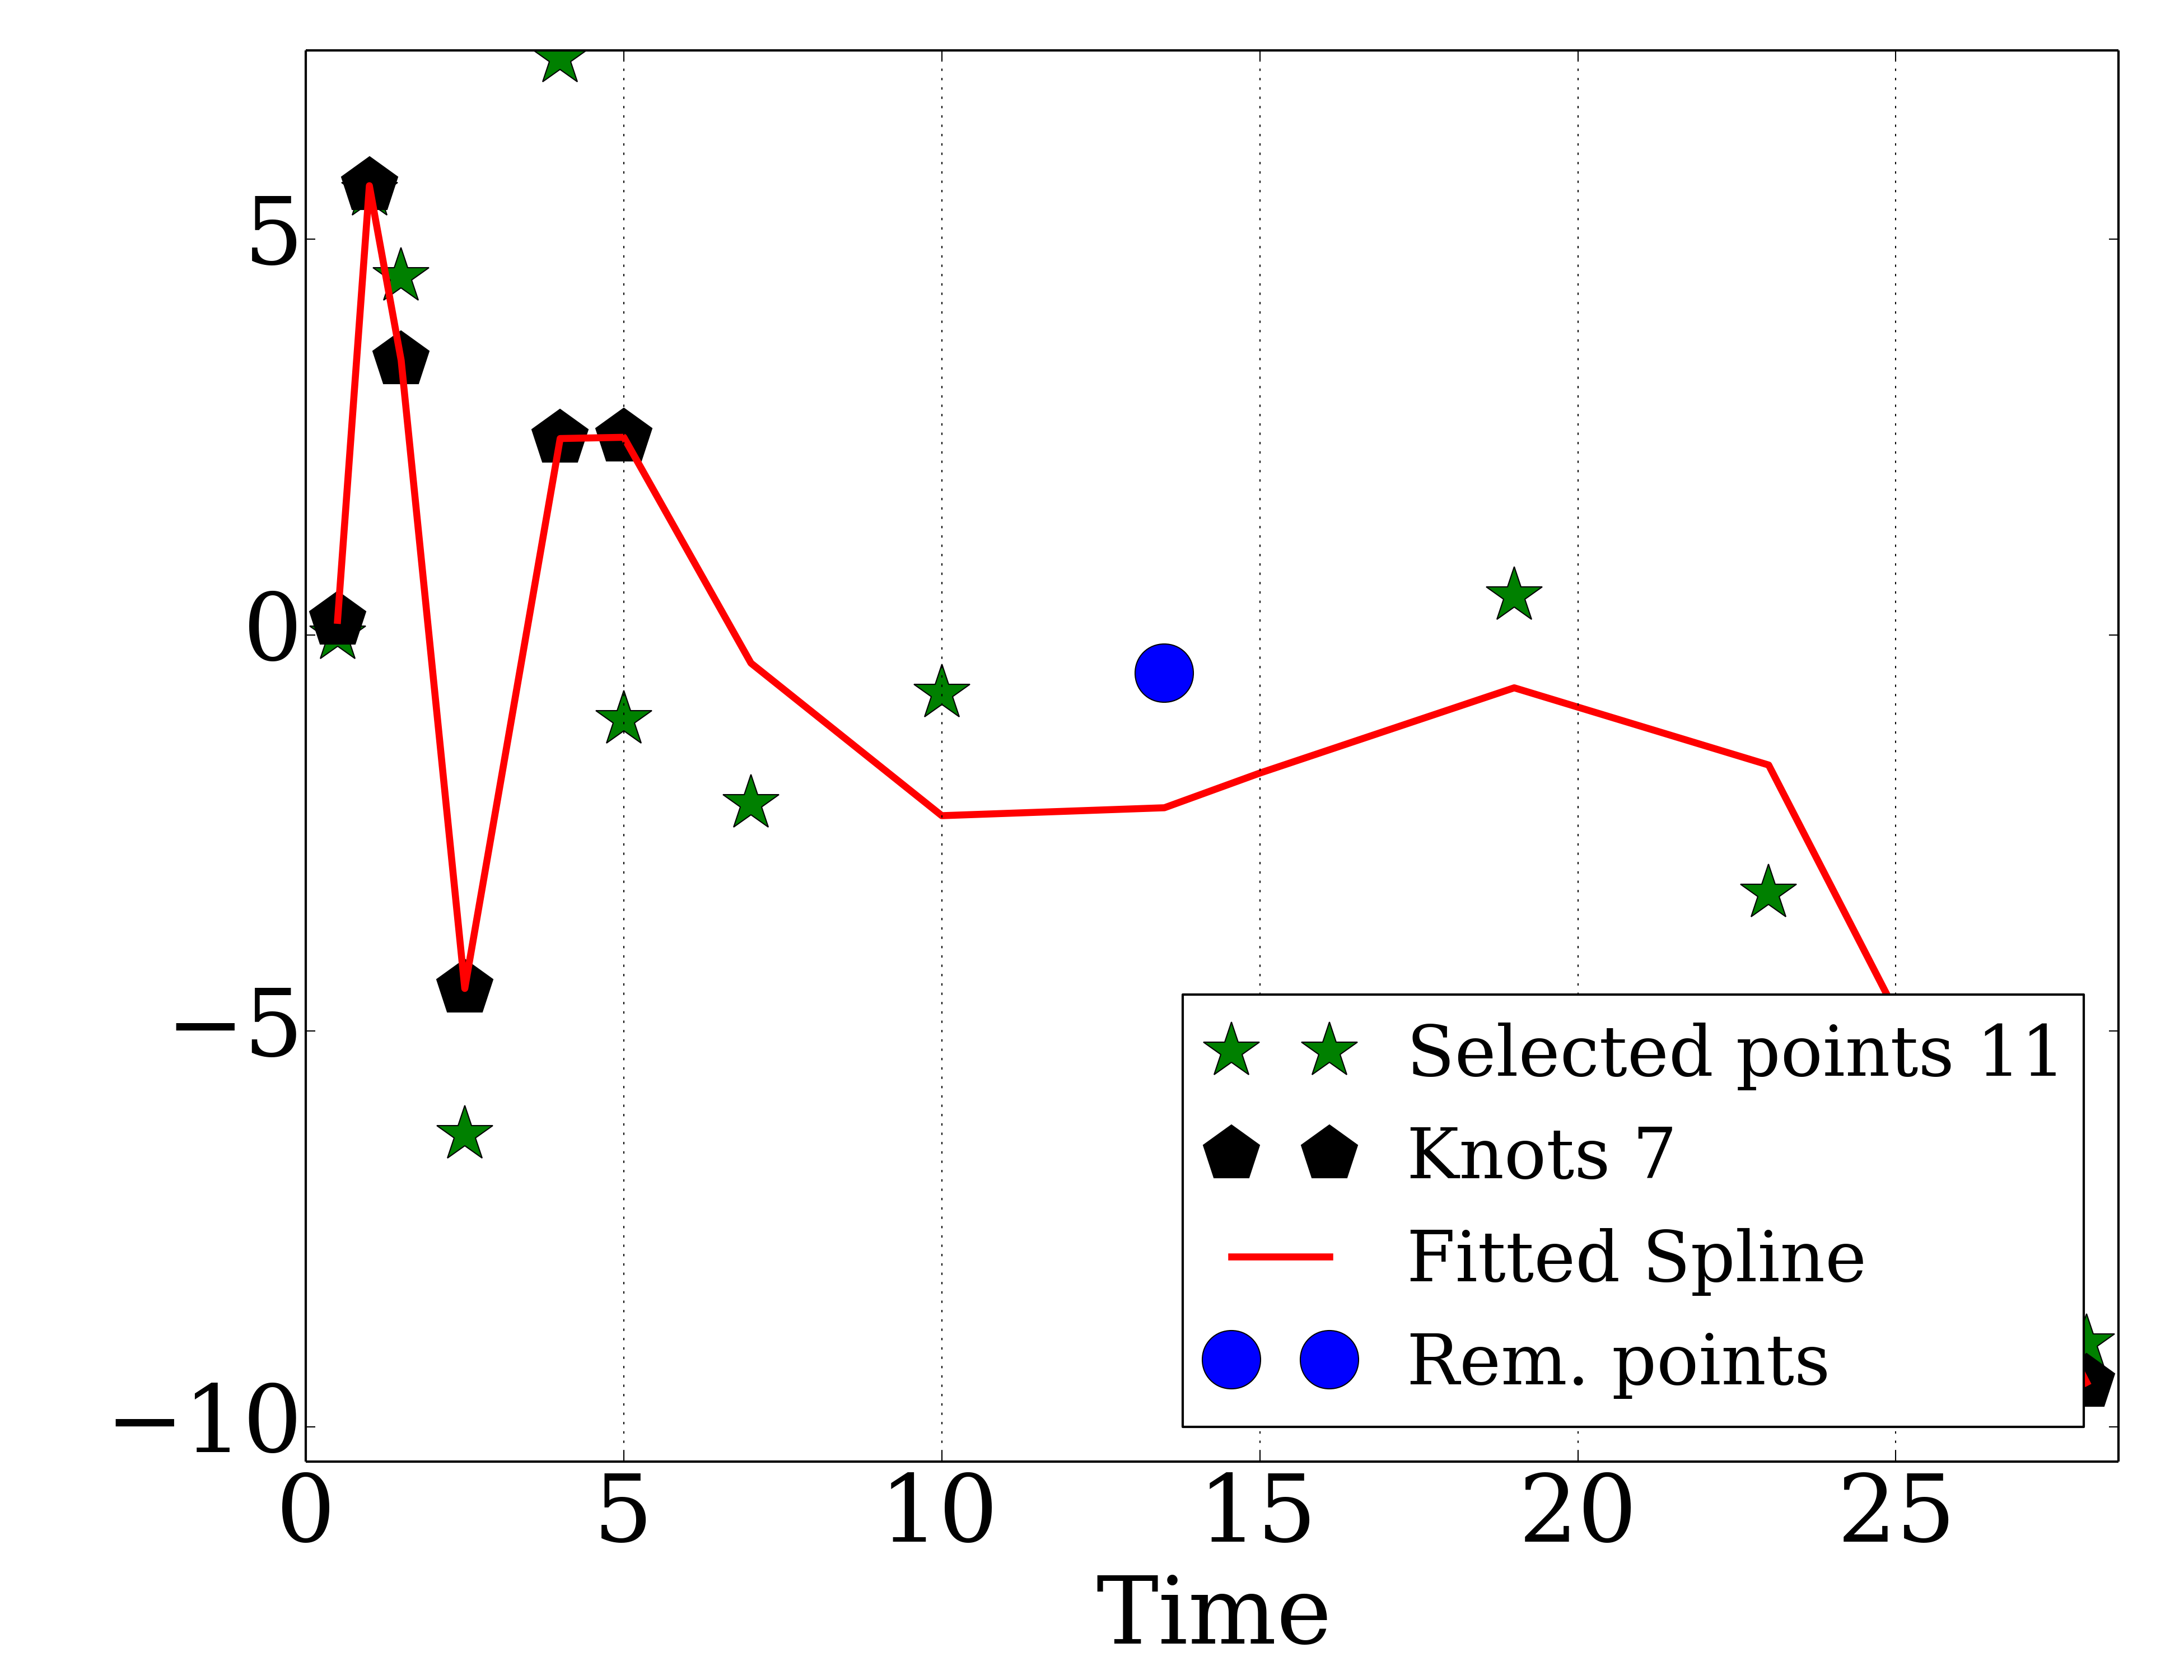 5
0
−5
−10
Selected points 11
Knots 7
Fitted Spline
Rem. points
0 5 10 15 20 25
Time